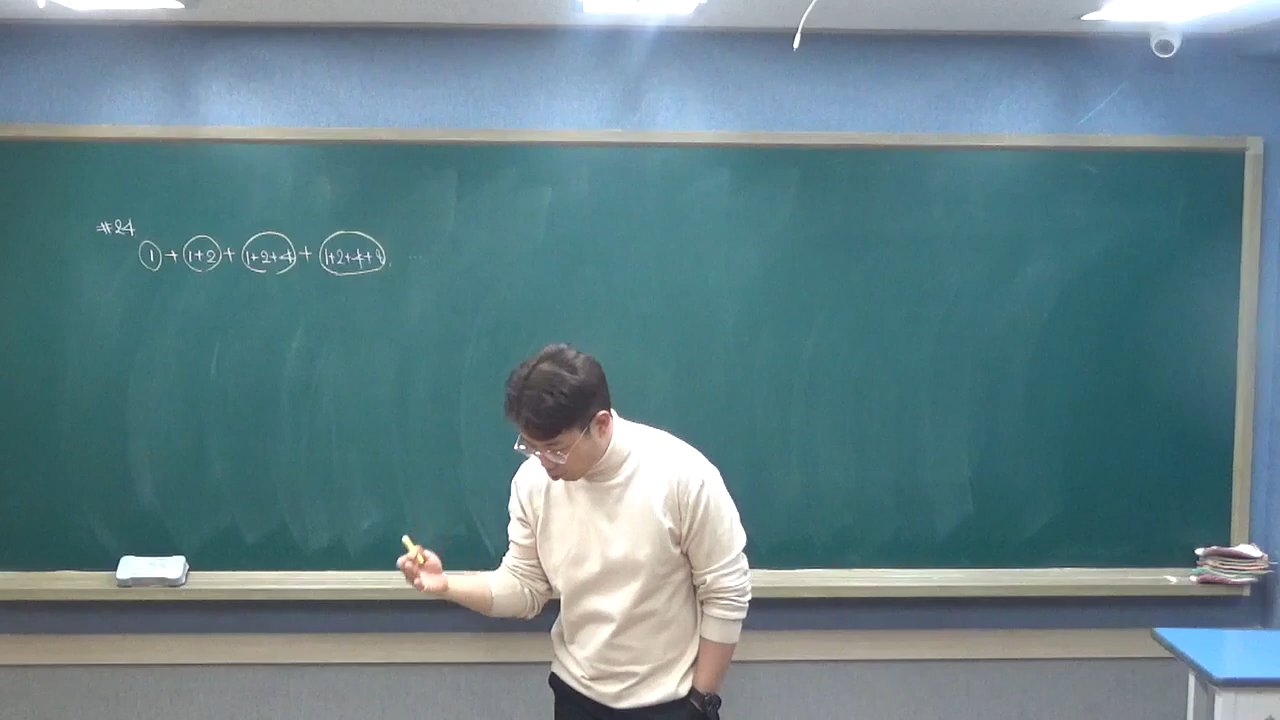 #24
1 + 1+2 + 1+2+4 + 1+2+4+8 ...